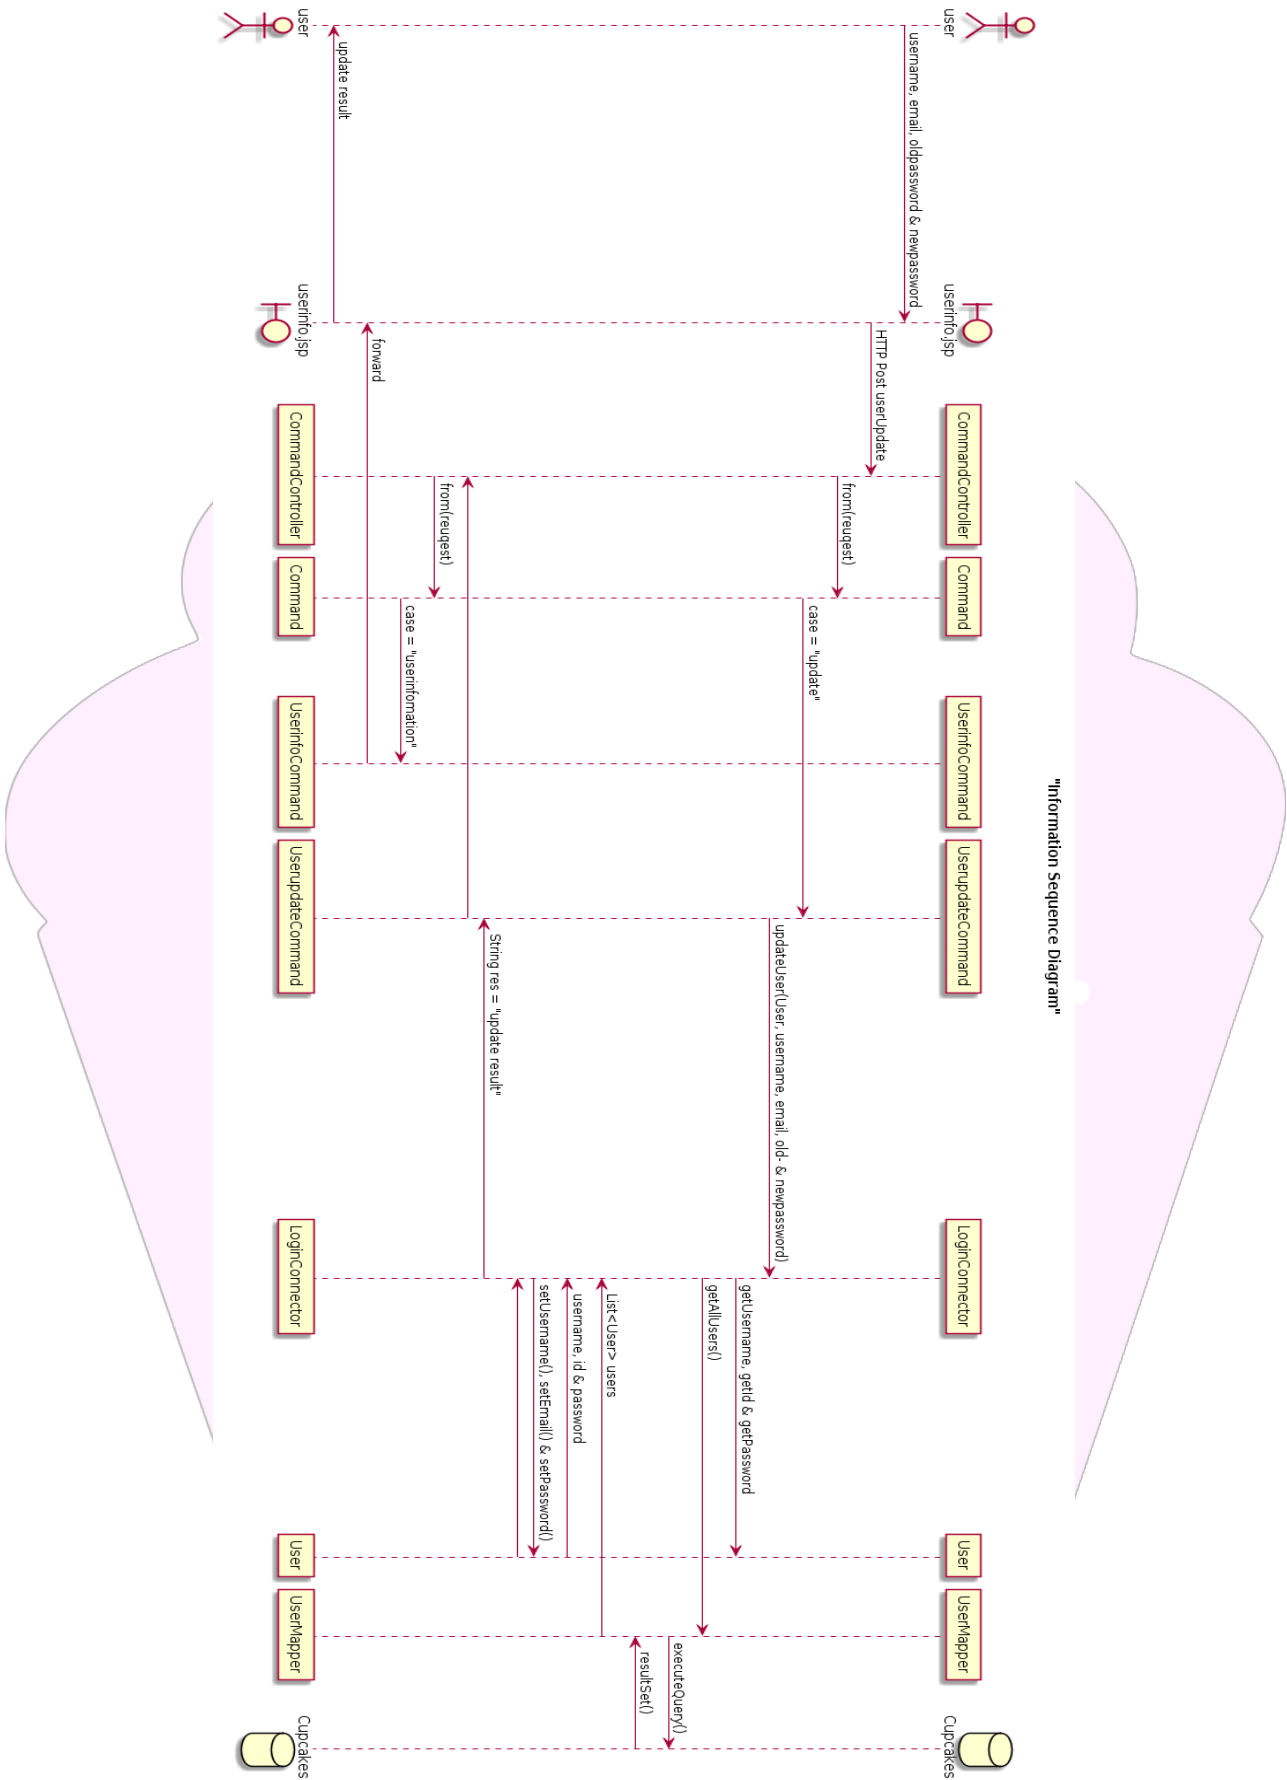 "Information Sequence Diagram"
user
userinfo.jsp
CommandController
Command
UserinfoCommand
UserupdateCommand
LoginConnector
User
UserMapper
Cupcakes
username, email, oldpassword & newpassword
HTTP Post userUpdate
from(reuqest)
case = "update"
updateUser(User, username, email, old- & newpassword)
getUsername, getId & getPassword
getAllUsers()
executeQuery()
resultSet()
List<User> users
username, id & password
setUsername(), setEmail() & setPassword()
String res = "update result"
from(reuqest)
case = "userinfomation"
forward
update result
user
userinfo.jsp
CommandController
Command
UserinfoCommand
UserupdateCommand
LoginConnector
User
UserMapper
Cupcakes